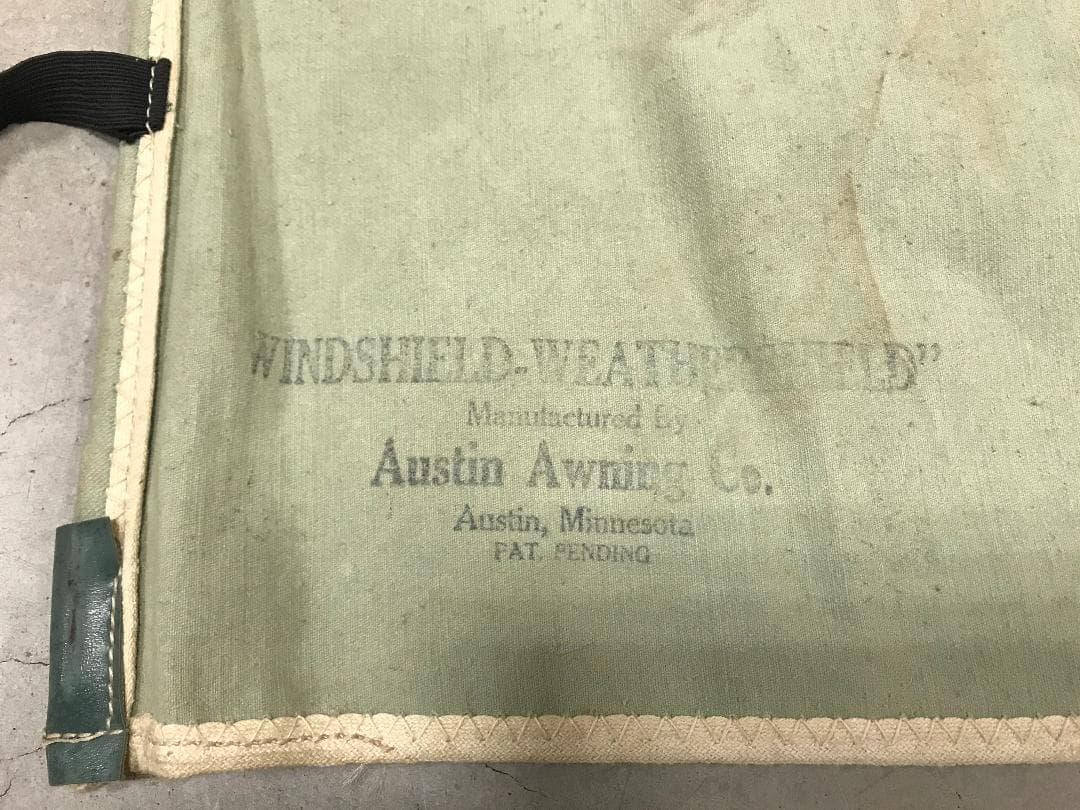 WINDSHIELD-WEATHERSHIELD”
Manufactured By
Austin Awning Co.
Austin, Minnesota
PAT. PENDING